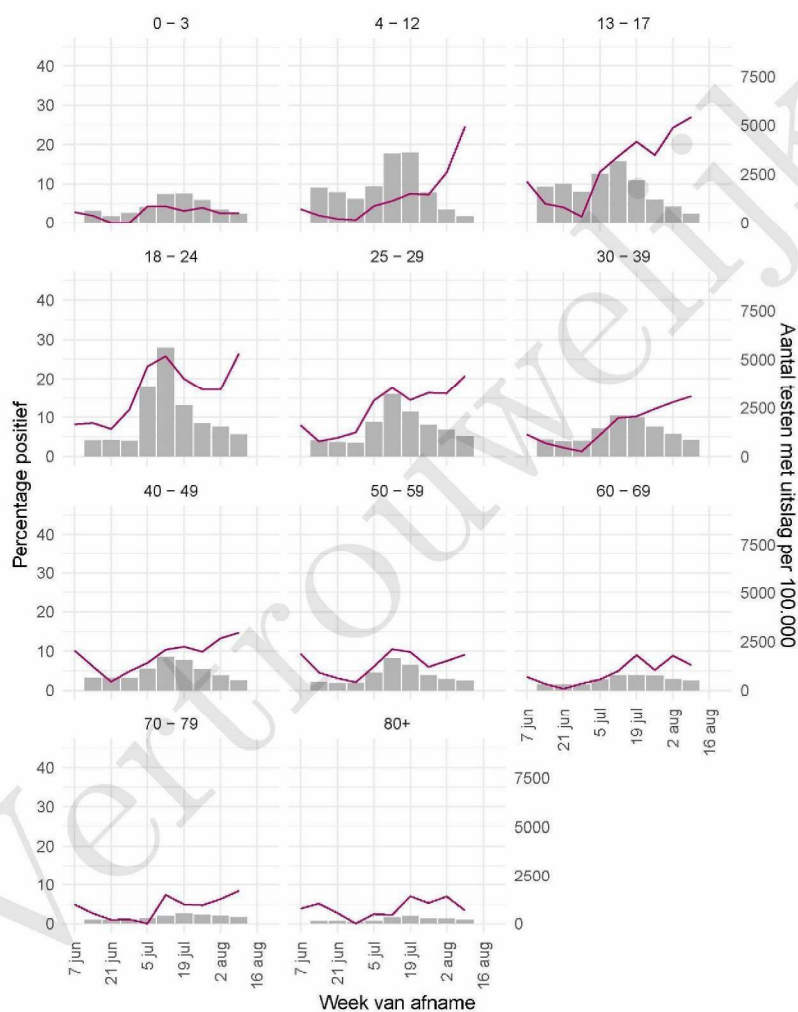 0 – 3
4 – 12
13 – 17
40
30
20
10
0
7500
5000
2500
0
18 – 24
25 – 29
30 – 39
40
30
20
10
0
7500
5000
2500
0
40 – 49
50 – 59
60 – 69
40
30
20
10
0
7500
5000
2500
0
7 jun
21 jun
5 jul
19 jul
2 aug
16 aug
70 – 79
80+
40
30
20
10
0
7500
5000
2500
0
7 jun
21 jun
5 jul
19 jul
2 aug
16 aug
7 jun
21 jun
5 jul
19 jul
2 aug
16 aug
Percentage positief
Aantal testen met uitslag per 100.000
Week van afname
Vertrouwelijk